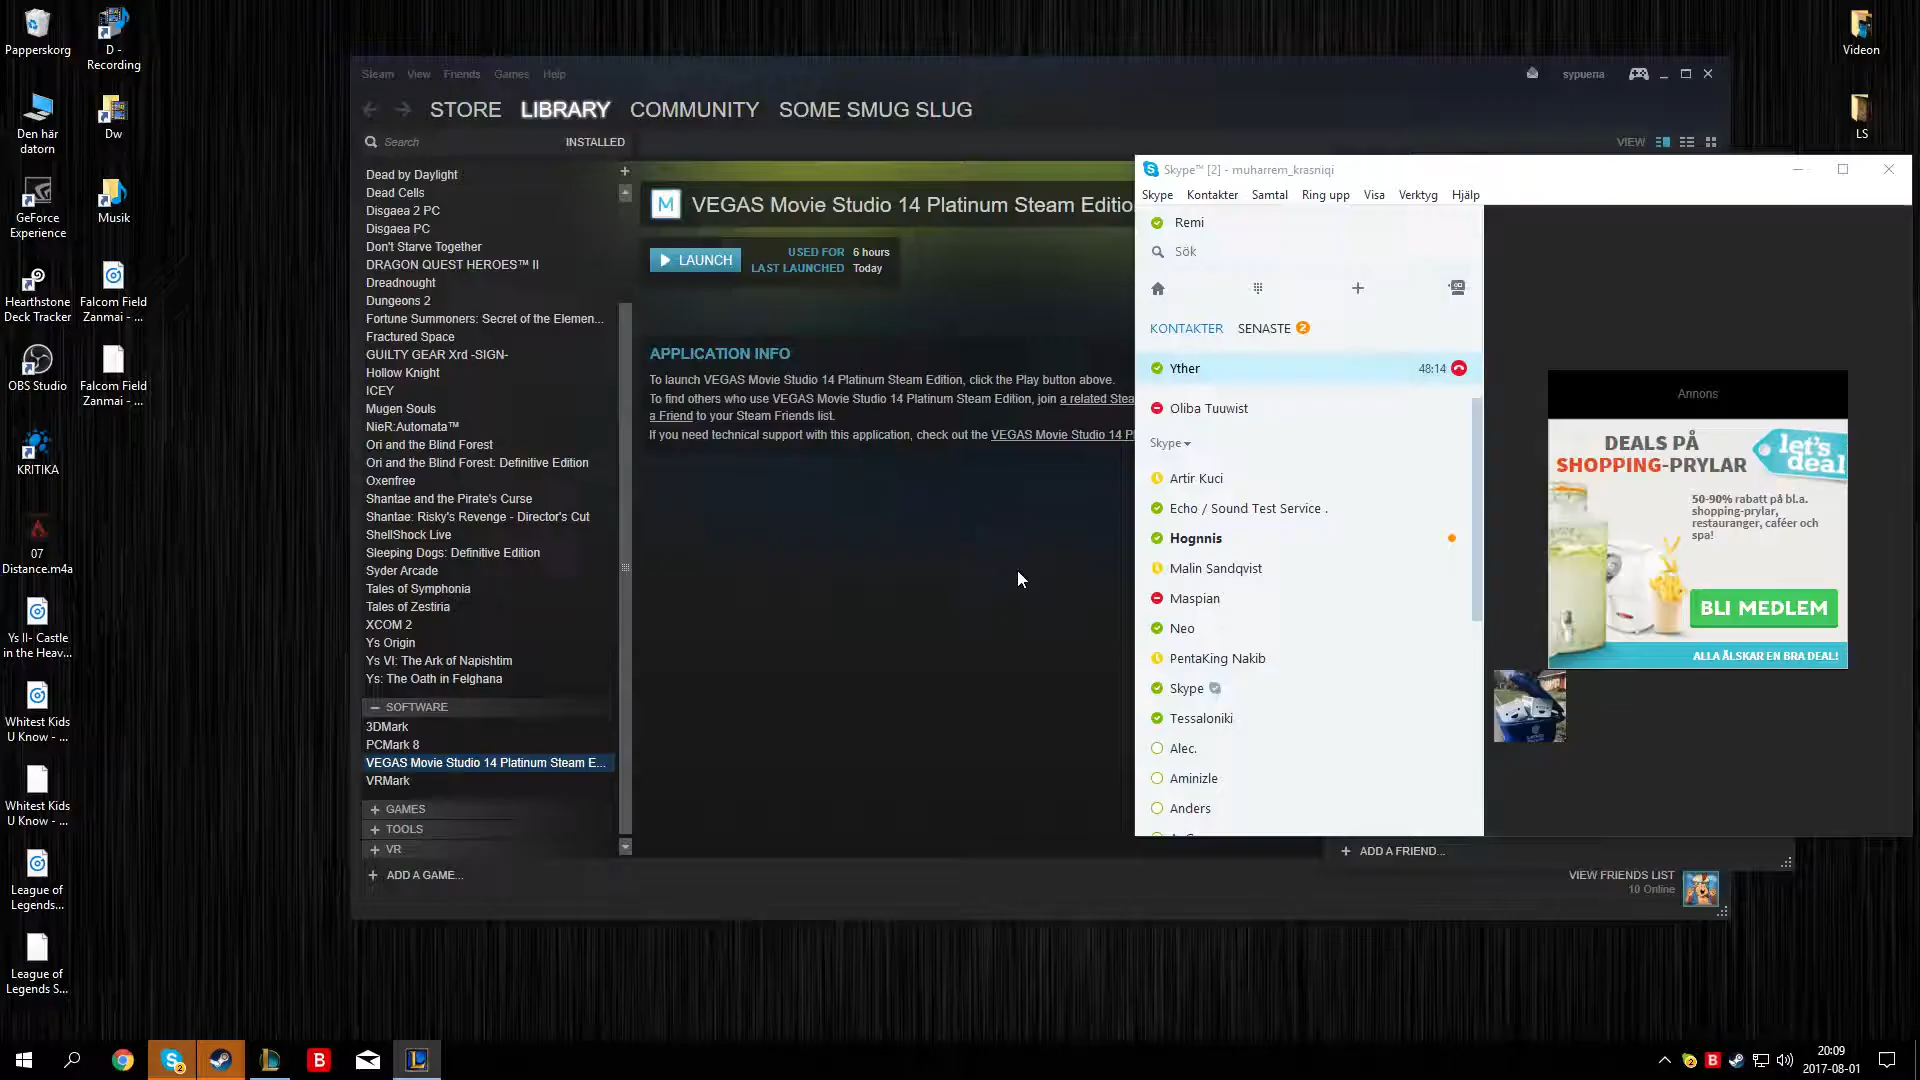 Papperskorg
D - Recording
Den här datorn
Dw
GeForce Experience
Musik
Hearthstone Deck Tracker
Falcom Field Zanmai - ...
OBS Studio
Falcom Field Zanmai - ...
KRITIKA
07 Distance.m4a
Ys II- Castle in the Heav...
Whitest Kids U Know - ...
Whitest Kids U Know - ...
League of Legends...
League of Legends S...
Videon
LS
Steam View Friends Games Help
sypuena
STORE LIBRARY COMMUNITY SOME SMUG SLUG
Search
INSTALLED
VIEW
Dead by Daylight
Dead Cells
Disgaea 2 PC
Disgaea PC
Don't Starve Together
DRAGON QUEST HEROES™ II
Dreadnought
Dungeons 2
Fortune Summoners: Secret of the Elemen...
Fractured Space
GUILTY GEAR Xrd -SIGN-
Hollow Knight
ICEY
Mugen Souls
NieR:Automata™
Ori and the Blind Forest
Ori and the Blind Forest: Definitive Edition
Oxenfree
Shantae and the Pirate's Curse
Shantae: Risky's Revenge - Director's Cut
ShellShock Live
Sleeping Dogs: Definitive Edition
Syder Arcade
Tales of Symphonia
Tales of Zestiria
XCOM 2
Ys Origin
Ys VI: The Ark of Napishtim
Ys: The Oath in Felghana
— SOFTWARE
3DMark
PCMark 8
VEGAS Movie Studio 14 Platinum Steam E...
VRMark
+ GAMES
+ TOOLS
+ VR
+ ADD A GAME...
M
VEGAS Movie Studio 14 Platinum Steam Editio
LAUNCH
USED FOR 6 hours
LAST LAUNCHED Today
APPLICATION INFO
To launch VEGAS Movie Studio 14 Platinum Steam Edition, click the Play button above.
To find others who use VEGAS Movie Studio 14 Platinum Steam Edition, join a related Stea
a Friend to your Steam Friends list.
If you need technical support with this application, check out the VEGAS Movie Studio 14 P
+ ADD A FRIEND...
VIEW FRIENDS LIST
10 Online
Skype™ [2] - muharrem_krasniqi
Skype Kontakter Samtal Ring upp Visa Verktyg Hjälp
Remi
Sök
KONTAKTER SENASTE 2
Yther 48:14
Oliba Tuuwist
Skype
Artir Kuci
Echo / Sound Test Service .
Hognnis
Malin Sandqvist
Maspian
Neo
PentaKing Nakib
Skype
Tessaloniki
Alec.
Aminizle
Anders
Annons
DEALS PÅ
SHOPPING-PRYLAR
let's deal
50-90% rabatt på bl.a.
shopping-prylar,
restauranger, caféer och
spa!
BLI MEDLEM
ALLA ÄLSKAR EN BRA DEAL!
20:09
2017-08-01